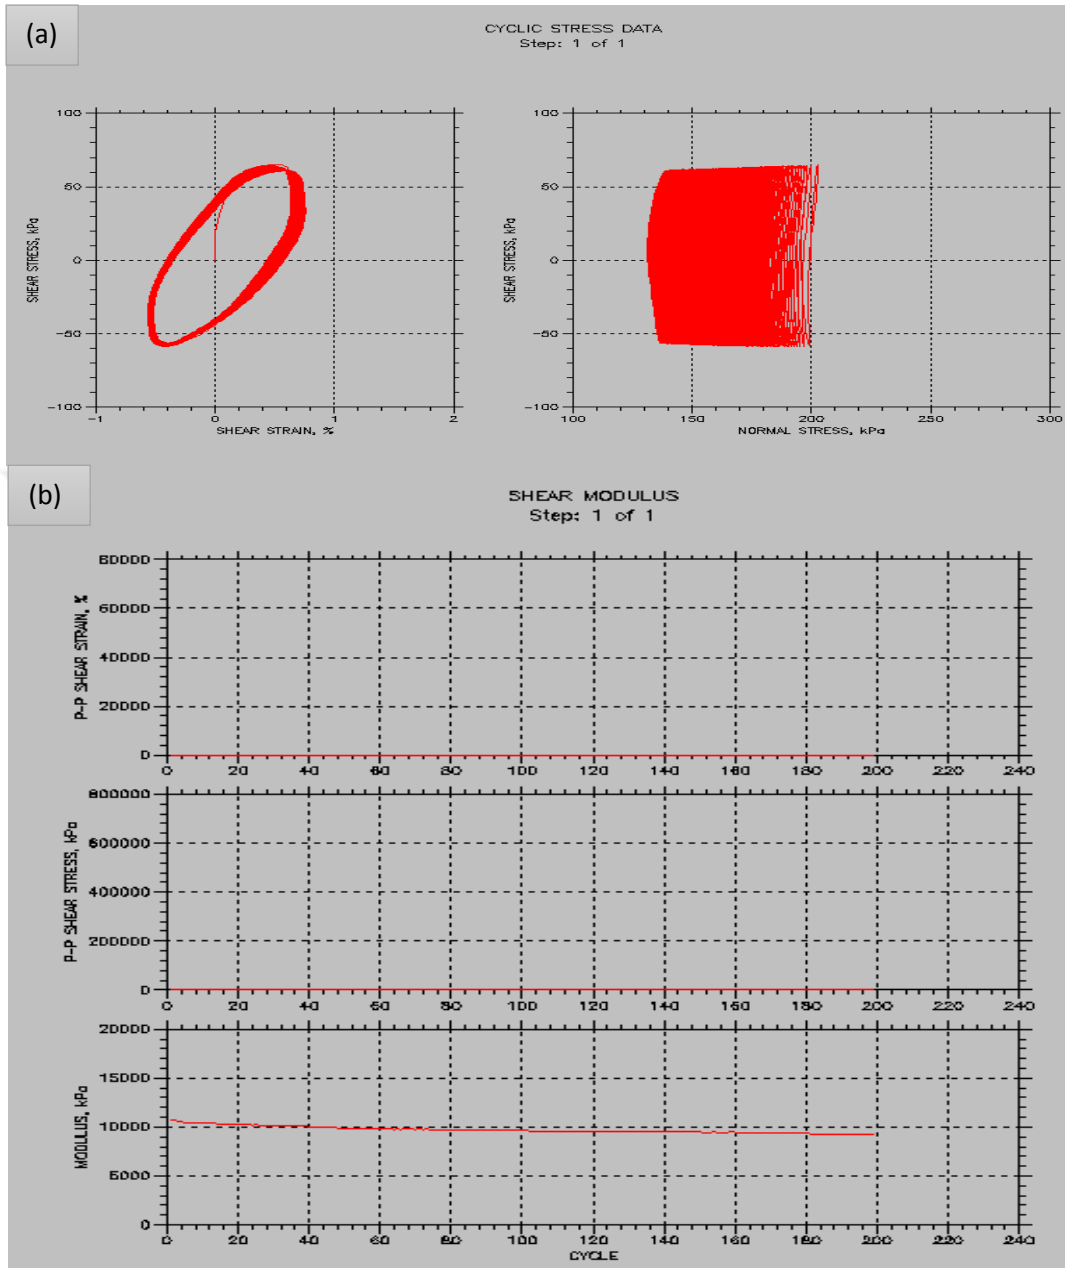 (a)
CYCLIC STRESS DATA
Step: 1 of 1
SHEAR STRESS, kPa
100
50
0
-50
-100
-1 0 1 2
SHEAR STRAIN, %
SHEAR STRESS, kPa
100
50
0
-50
-100
100 150 200 250 300
NORMAL STRESS, kPa
(b)
SHEAR MODULUS
Step: 1 of 1
P-P SHEAR STRAIN, %
80000
60000
40000
20000
0
0 20 40 60 80 100 120 140 160 180 200 220 240
P-P SHEAR STRESS, kPa
800000
600000
400000
200000
0
0 20 40 60 80 100 120 140 160 180 200 220 240
MODULUS, kPa
20000
15000
10000
5000
0
0 20 40 60 80 100 120 140 160 180 200 220 240
CYCLE